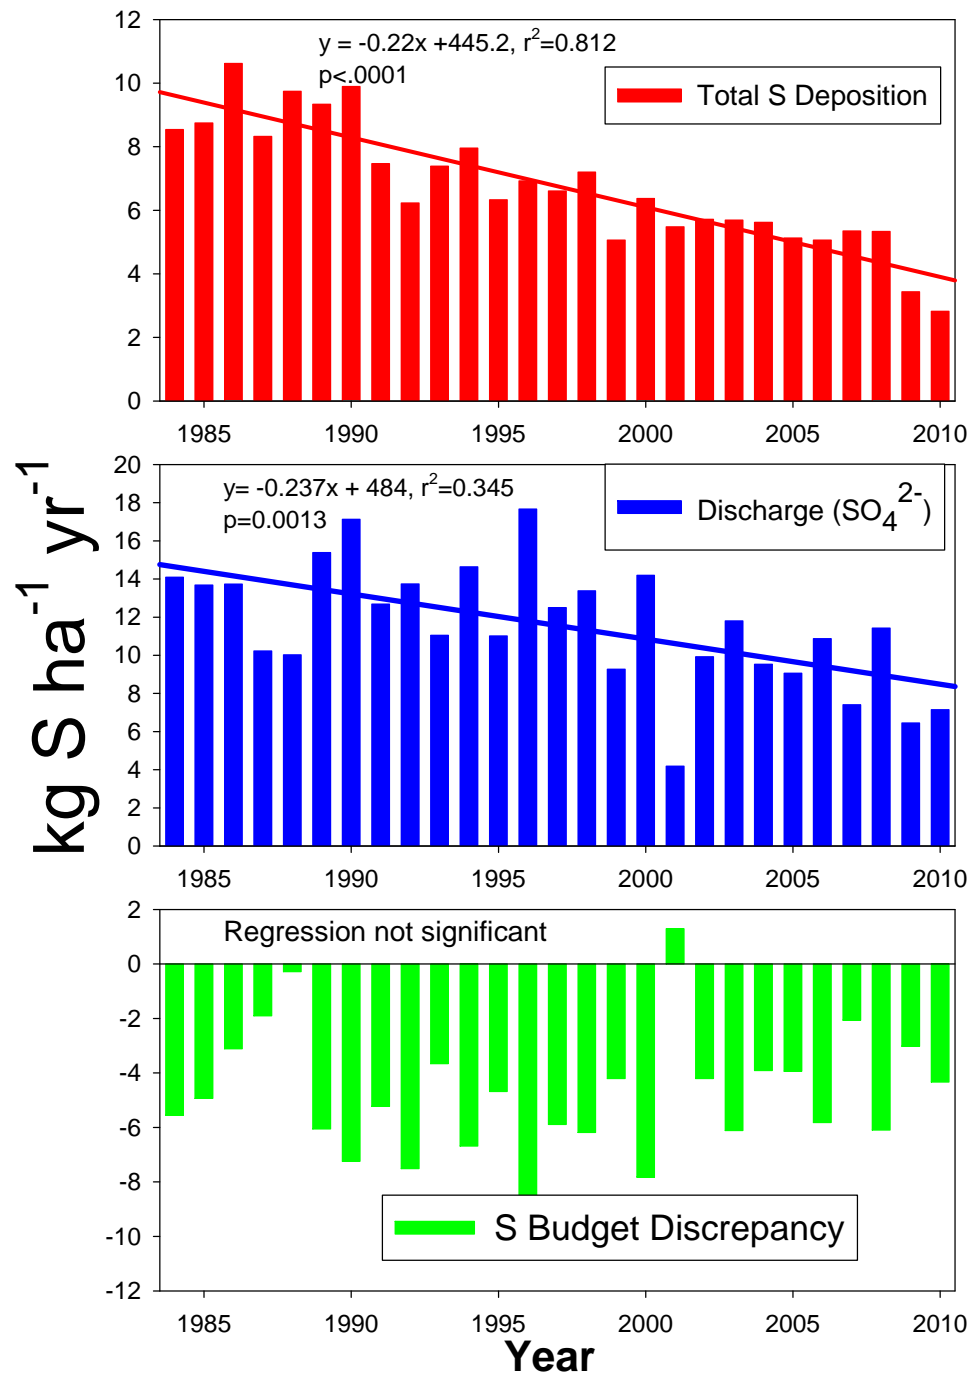 kg S ha-1 yr-1
12
10
8
6
4
2
0
y = -0.22x +445.2, r2=0.812
p<.0001
Total S Deposition
1985 1990 1995 2000 2005 2010
20
18
16
14
12
10
8
6
4
2
0
y= -0.237x + 484, r2=0.345
p=0.0013
Discharge (SO42-)
1985 1990 1995 2000 2005 2010
2
0
-2
-4
-6
-8
-10
-12
Regression not significant
S Budget Discrepancy
1985 1990 1995 2000 2005 2010
Year